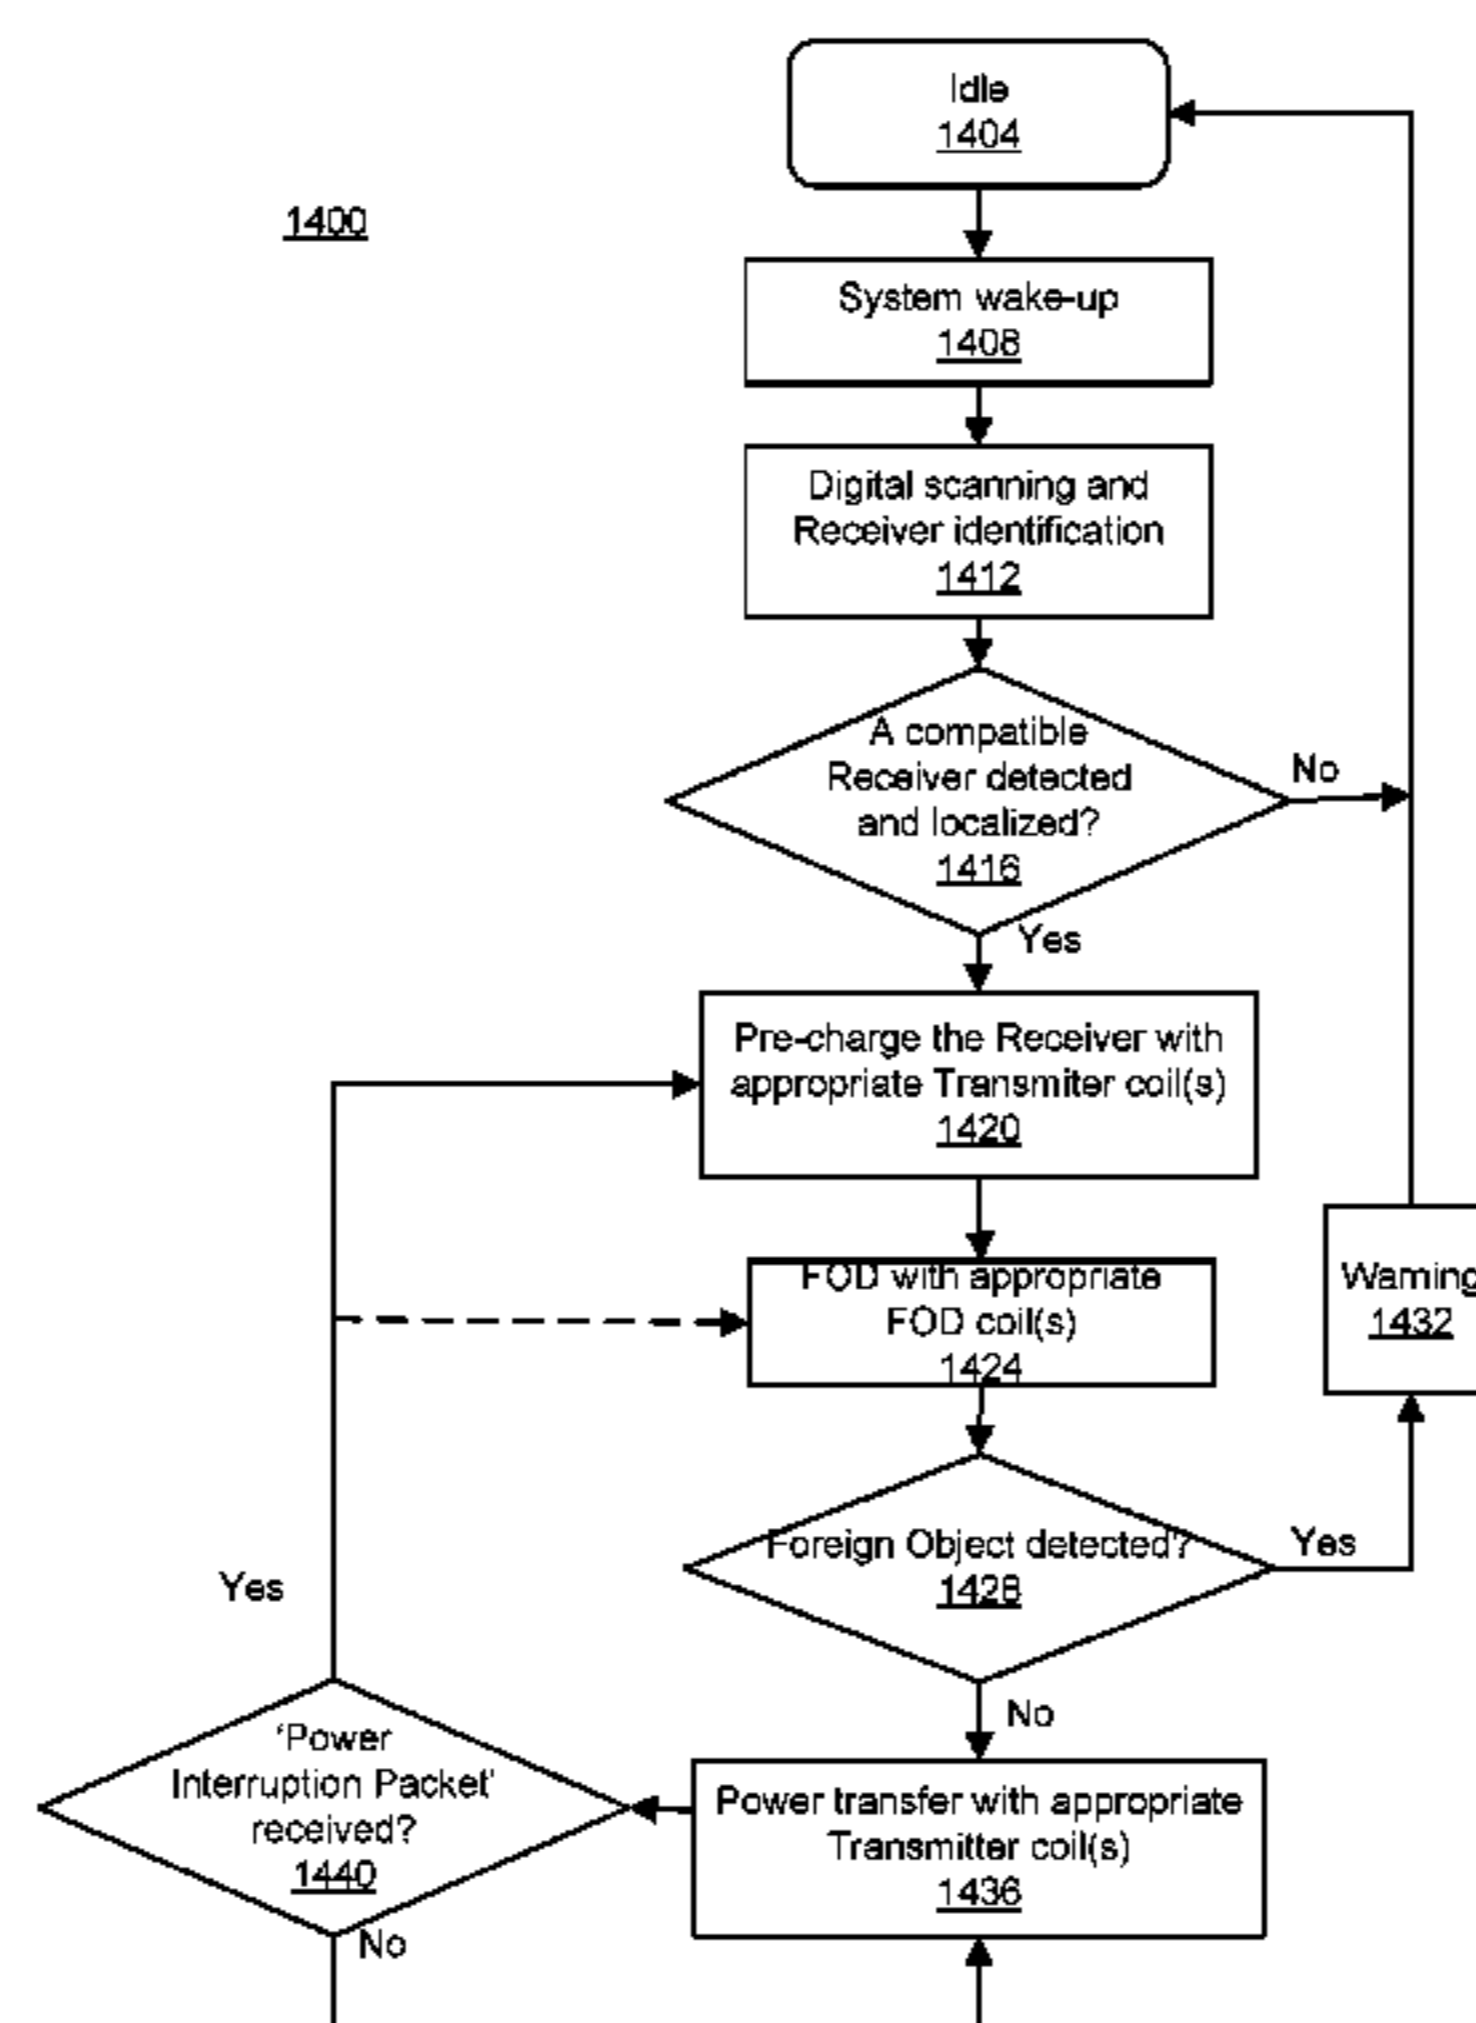 Idle
1404
1400
System wake-up
1408
Digital scanning and
Receiver identification
1412
A compatible
Receiver detected
and localized?
1416
No
Yes
Pre-charge the Receiver with
appropriate Transmiter coil(s)
1420
FOD with appropriate
FOD coil(s)
1424
Warning
1432
Foreign Object detected?
1428
Yes
Yes
No
'Power
Interruption Packet'
received?
1440
Power transfer with appropriate
Transmitter coil(s)
1436
No